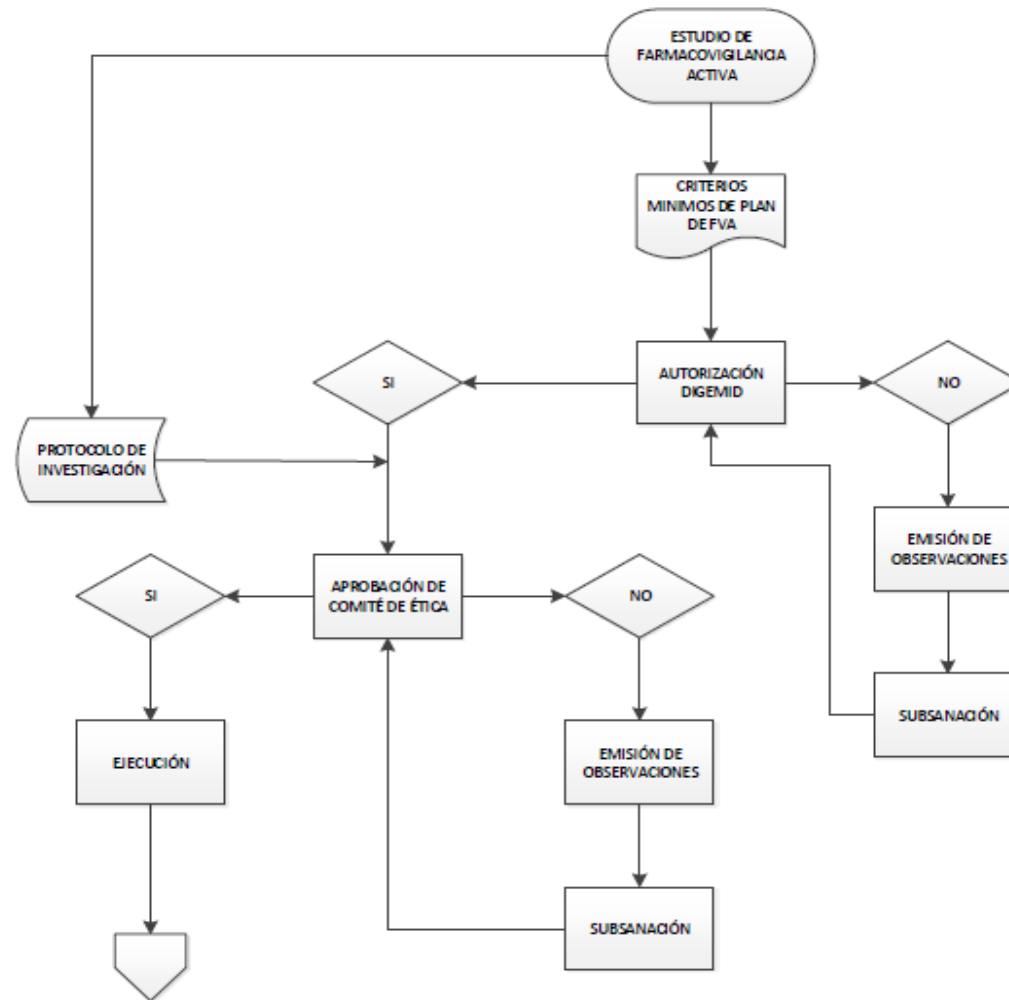 ESTUDIO DE
FARMACOVIGILANCIA
ACTIVA
CRITERIOS
MINIMOS DE PLAN
DE FVA
SI
AUTORIZACIÓN
DIGEMID
NO
PROTOCOLO DE
INVESTIGACIÓN
EMISIÓN DE
OBSERVACIONES
SI
APROBACIÓN DE
COMITÉ DE ÉTICA
NO
SUBSANACIÓN
EJECUCIÓN
EMISIÓN DE
OBSERVACIONES
SUBSANACIÓN